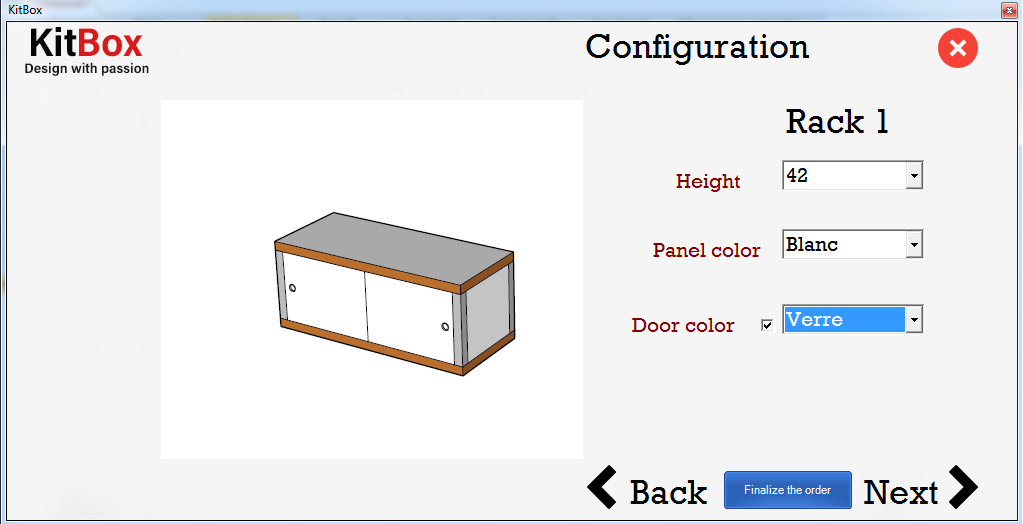 KitBox
KitBox
Design with passion
Configuration
Rack 1
Height
42
Panel color
Blanc
Door color
Verre
Back
Finalize the order
Next